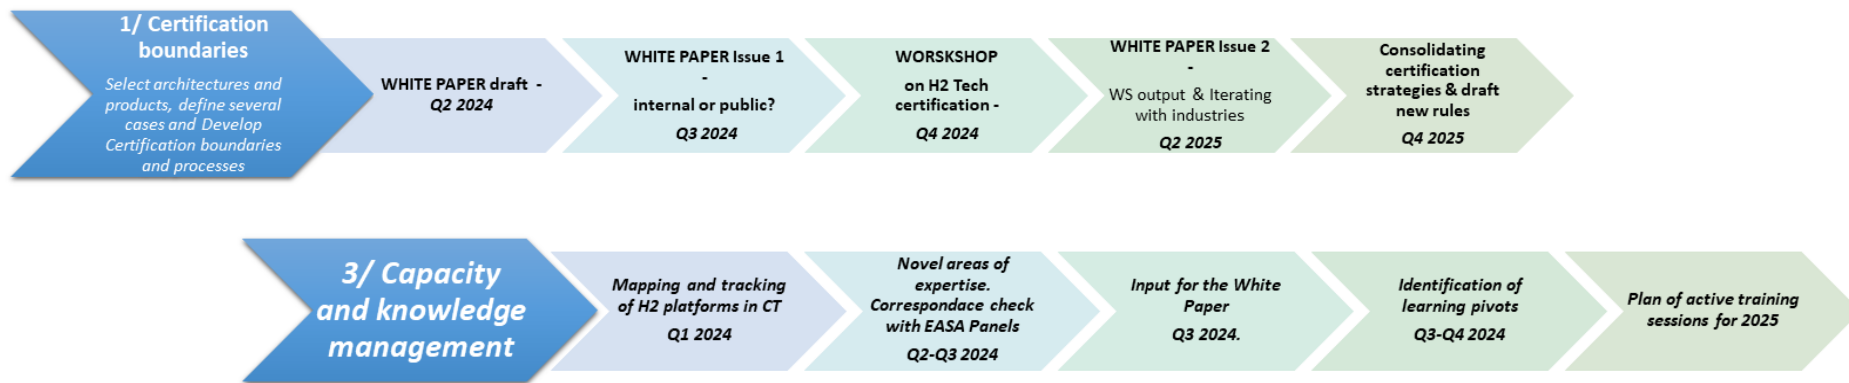 1/ Certification
boundaries
Select architectures and
products, define several
cases and Develop
Certification boundaries
and processes
WHITE PAPER draft -
Q2 2024
WHITE PAPER Issue 1
-
internal or public?
Q3 2024
WORSKSHOP
on H2 Tech
certification -
Q4 2024
WHITE PAPER Issue 2
-
WS output & Iterating
with industries
Q2 2025
Consolidating
certification
strategies & draft
new rules
Q4 2025
3/ Capacity
and knowledge
management
Mapping and tracking
of H2 platforms in CT
Q1 2024
Novel areas of
expertise.
Correspondace check
with EASA Panels
Q2-Q3 2024
Input for the White
Paper
Q3 2024.
Identification of
learning pivots
Q3-Q4 2024
Plan of active training
sessions for 2025